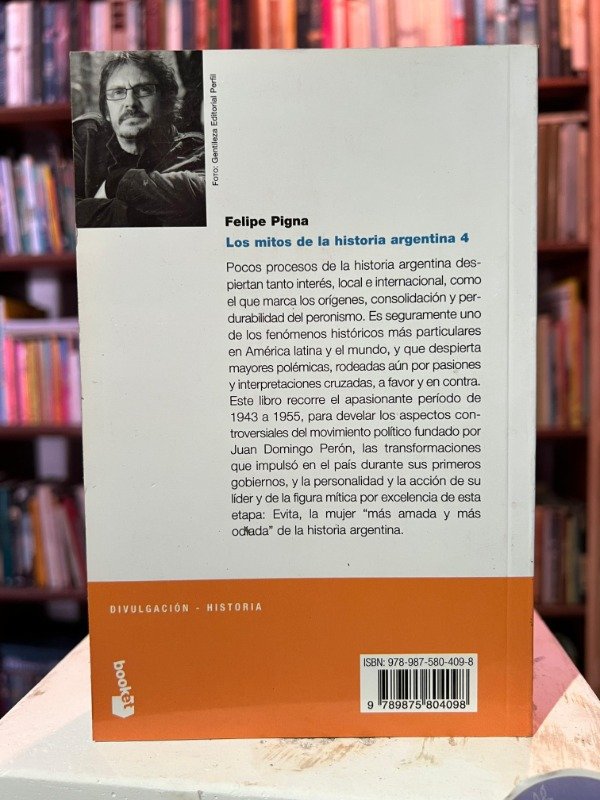 Foto: Gentileza Editorial Perfil
Felipe Pigna
Los mitos de la historia argentina 4
Pocos procesos de la historia argentina des-
piertan tanto interés, local e internacional, como
el que marca los orígenes, consolidación y per-
durabilidad del peronismo. Es seguramente uno
de los fenómenos históricos más particulares
en América latina y el mundo, y que despierta
mayores polémicas, rodeadas aún por pasiones
y interpretaciones cruzadas, a favor y en contra.
Este libro recorre el apasionante período de
1943 a 1955, para develar los aspectos con-
troversiales del movimiento político fundado por
Juan Domingo Perón, las transformaciones
que impulsó en el país durante sus primeros
gobiernos, y la personalidad y la acción de su
líder y de la figura mítica por excelencia de esta
etapa: Evita, la mujer “más amada y más
odiada” de la historia argentina.
DIVULGACIÓN - HISTORIA
booket
ISBN: 978-987-580-409-8
9 789875 804098